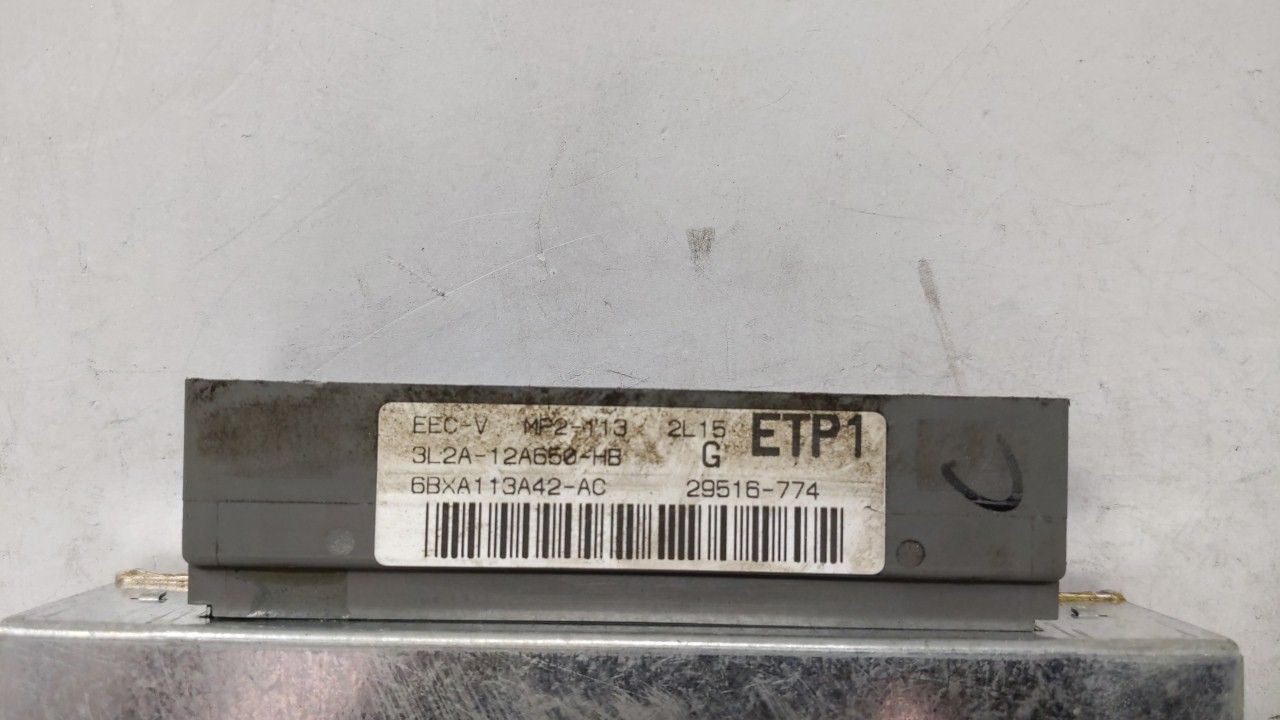 EEC-V MP2-113 2L15 ETP1
3L2A-12A650-HB G
6BXA113A42-AC 29516-774